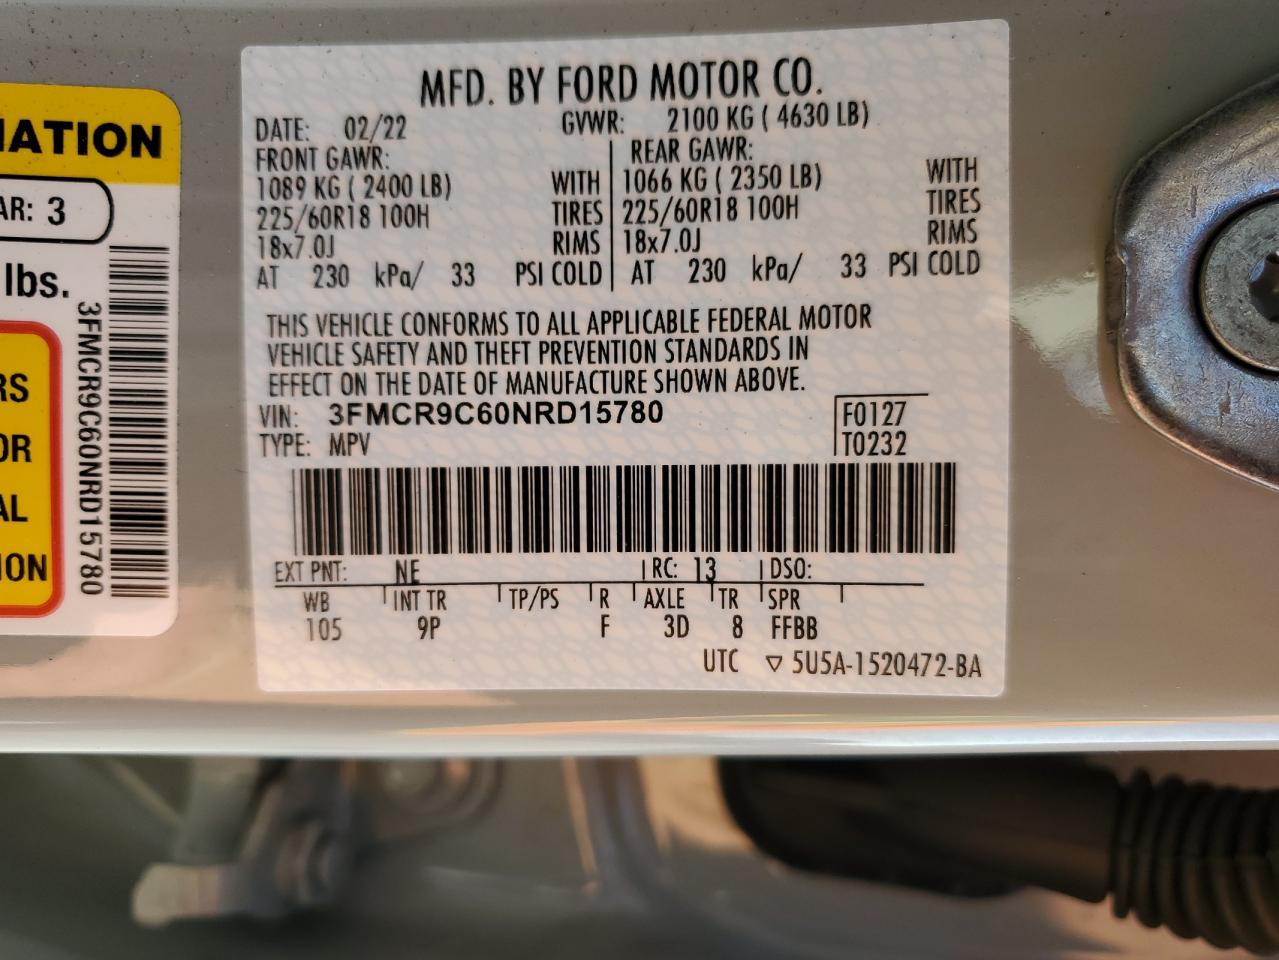 IATION
AR: 3
lbs.
RS
OR
AL
ION
3FMCR9C60NRD15780
MFD. BY FORD MOTOR CO.
DATE: 02/22 GVWR: 2100 KG ( 4630 LB)
FRONT GAWR: REAR GAWR:
1089 KG ( 2400 LB) WITH 1066 KG ( 2350 LB) WITH
225/60R18 100H TIRES 225/60R18 100H TIRES
18x7.0J RIMS 18x7.0J RIMS
AT 230 kPa/ 33 PSI COLD AT 230 kPa/ 33 PSI COLD
THIS VEHICLE CONFORMS TO ALL APPLICABLE FEDERAL MOTOR
VEHICLE SAFETY AND THEFT PREVENTION STANDARDS IN
EFFECT ON THE DATE OF MANUFACTURE SHOWN ABOVE.
VIN: 3FMCR9C60NRD15780 F0127
TYPE: MPV T0232
EXT PNT: NE RC: 13 DSO:
WB INT TR TP/PS R AXLE TR SPR
105 9P F 3D 8 FFBB
UTC ▽ 5U5A-1520472-BA